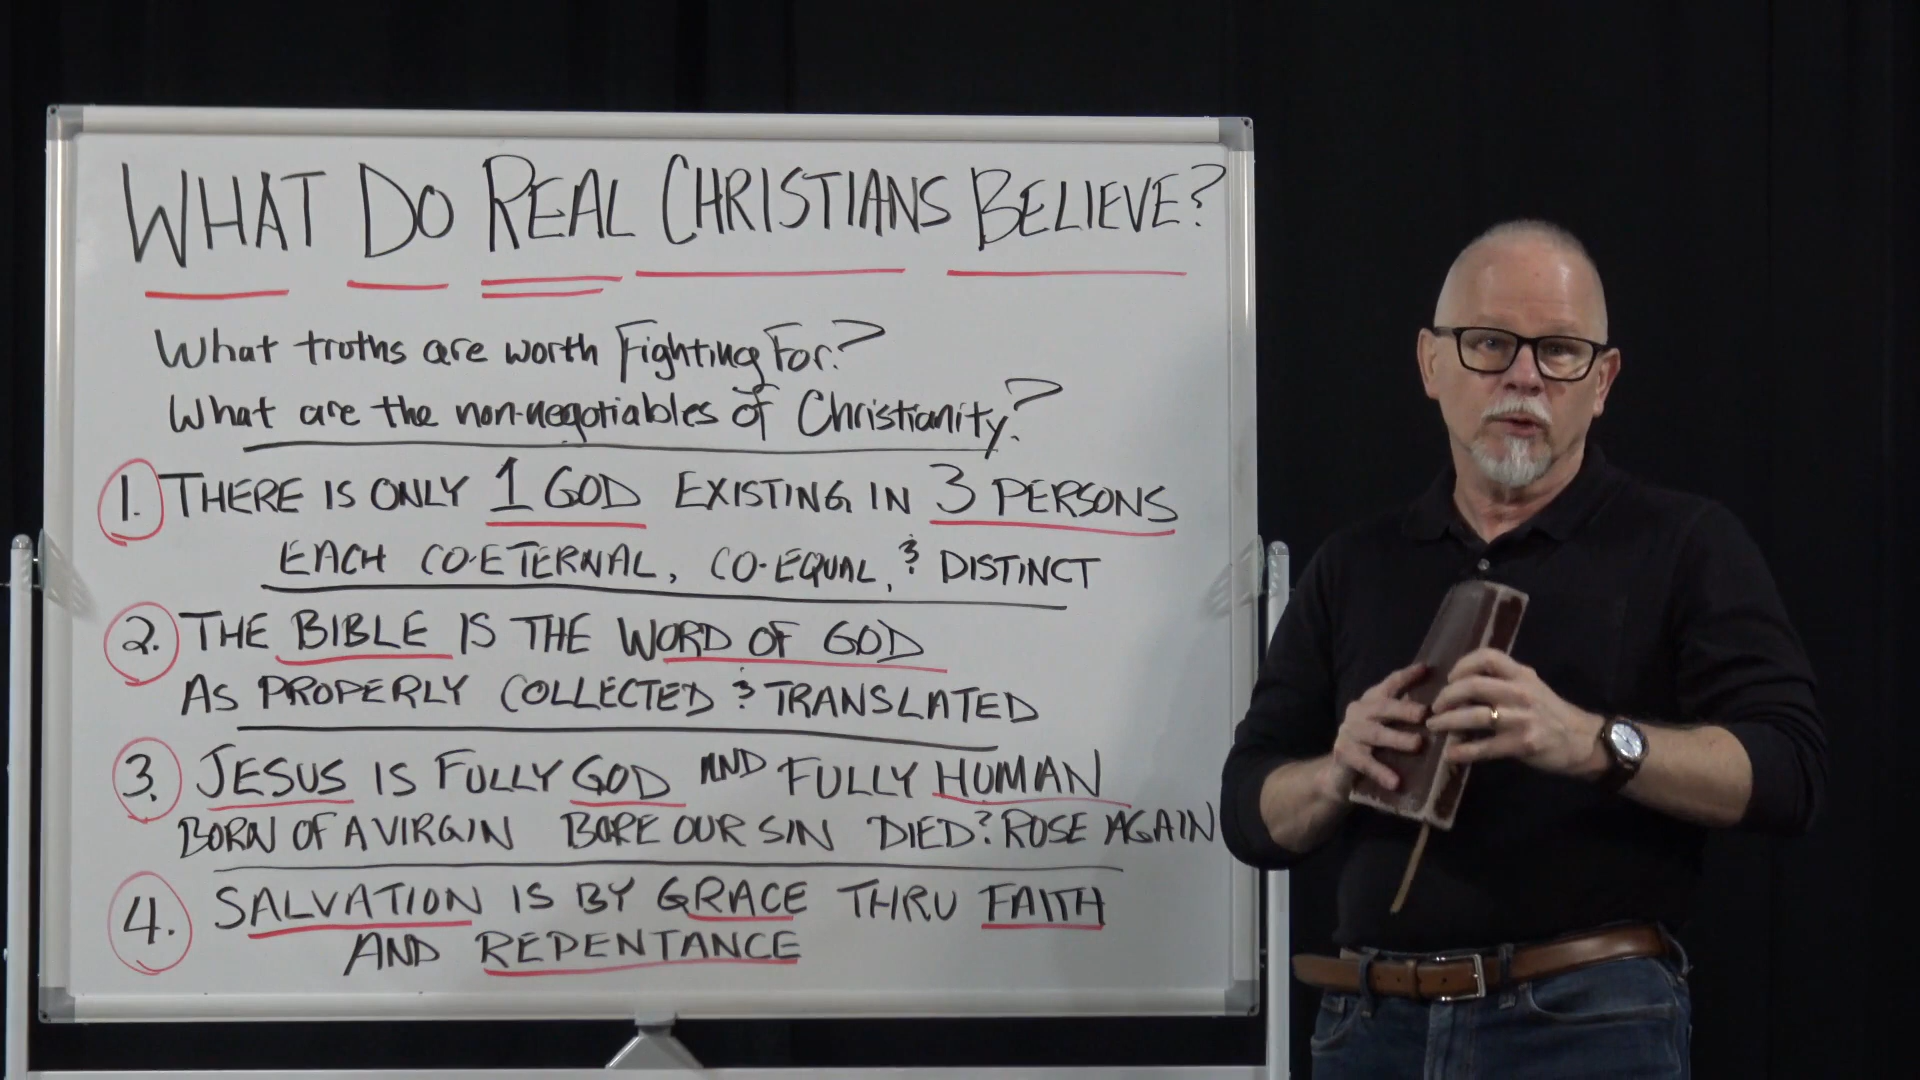 WHAT DO REAL CHRISTIANS BELIEVE?
What truths are worth Fighting For?
What are the non-negotiables of Christianity?
1. THERE IS ONLY 1 GOD EXISTING IN 3 PERSONS
EACH CO-ETERNAL, CO-EQUAL, & DISTINCT
2. THE BIBLE IS THE WORD OF GOD
AS PROPERLY COLLECTED & TRANSLATED
3. JESUS IS FULLY GOD AND FULLY HUMAN
BORN OF A VIRGIN BORE OUR SIN DIED & ROSE AGAIN
4. SALVATION IS BY GRACE THRU FAITH
AND REPENTANCE